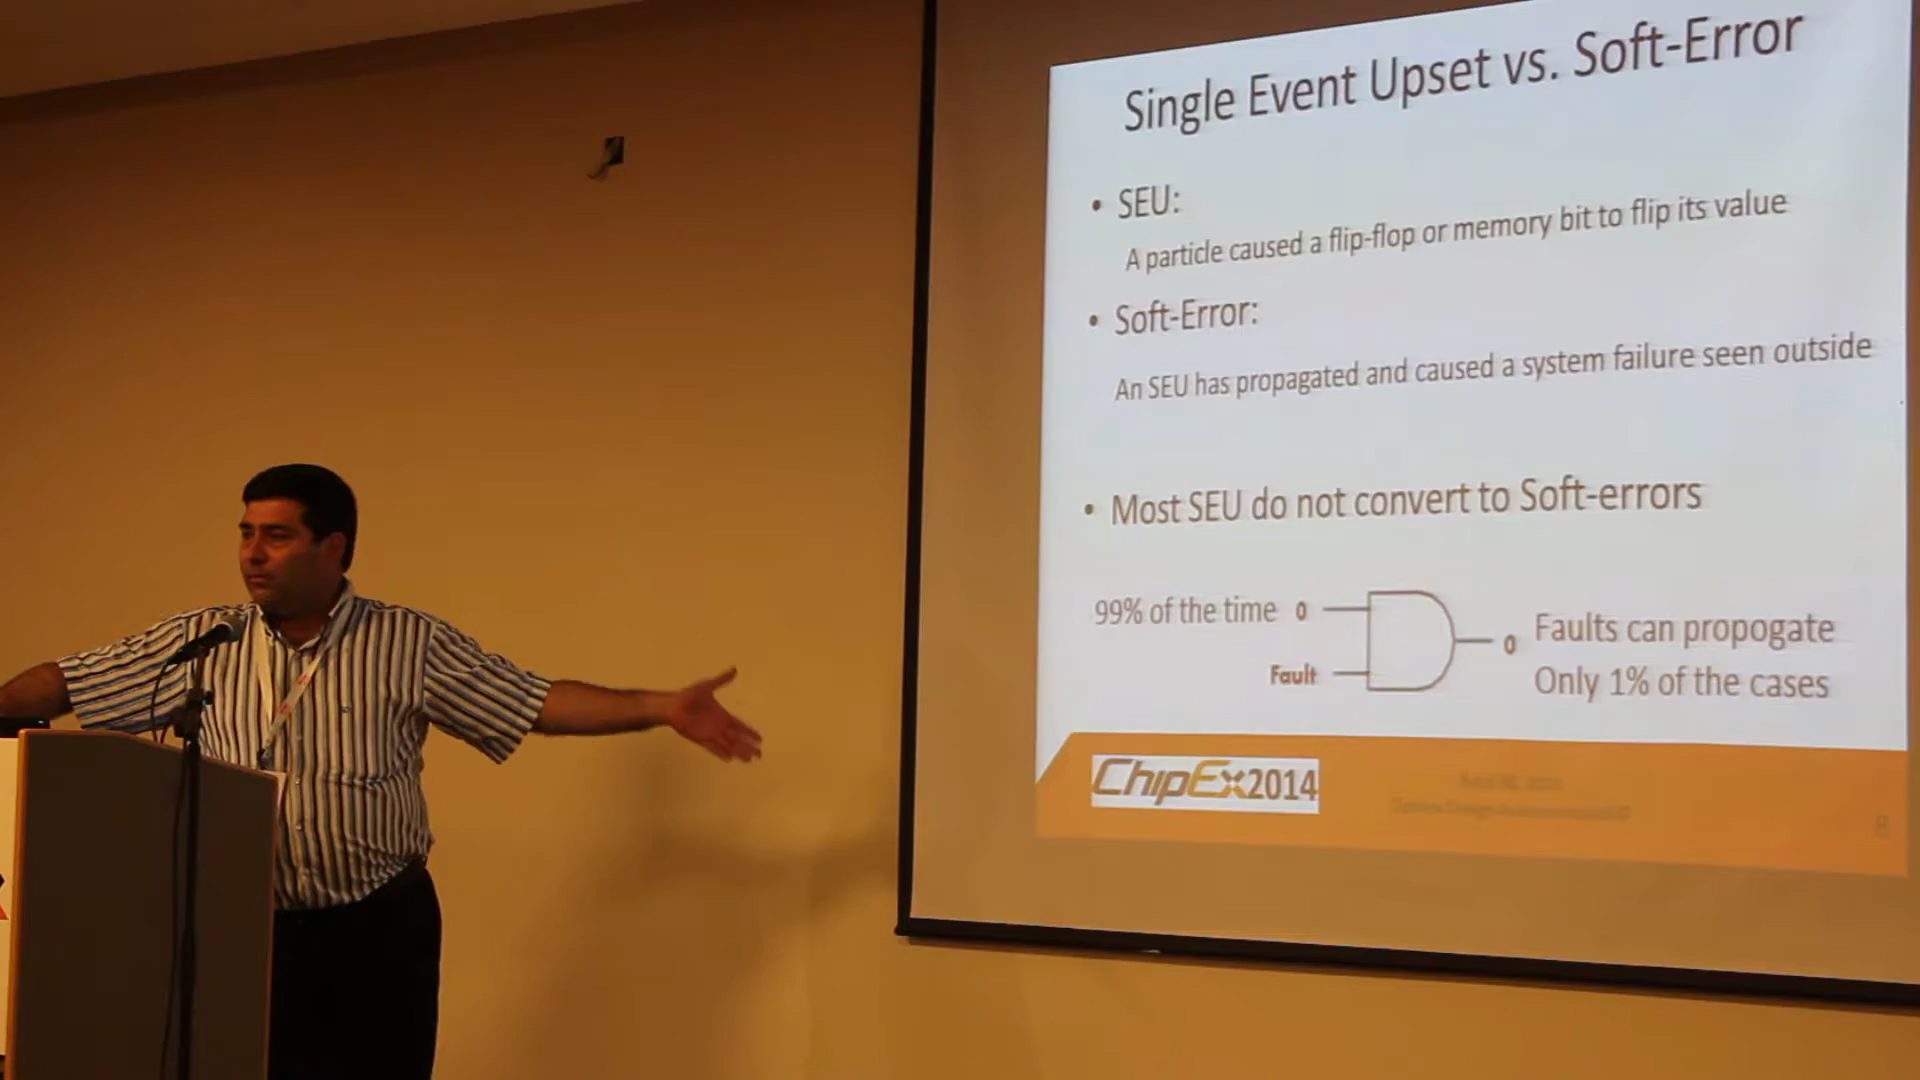 Single Event Upset vs. Soft-Error
• SEU:
A particle caused a flip-flop or memory bit to flip its value
• Soft-Error:
An SEU has propagated and caused a system failure seen outside
• Most SEU do not convert to Soft-errors
99% of the time 0
Fault
0
Faults can propogate
Only 1% of the cases
ChipEx2014
8